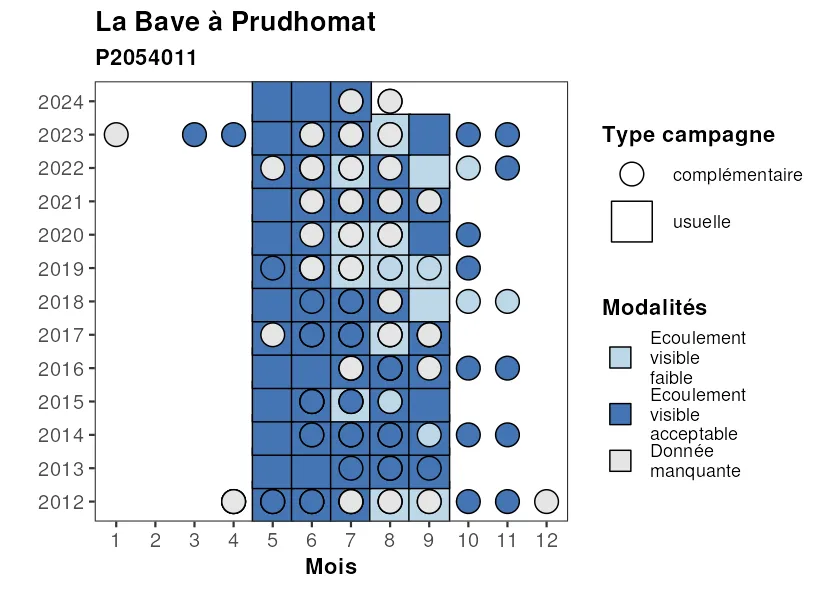 La Bave à Prudhomat
P2054011
2024
2023
2022
2021
2020
2019
2018
2017
2016
2015
2014
2013
2012
1 2 3 4 5 6 7 8 9 10 11 12
Mois
Type campagne
complémentaire
usuelle
Modalités
Ecoulement
visible
faible
Ecoulement
visible
acceptable
Donnée
manquante